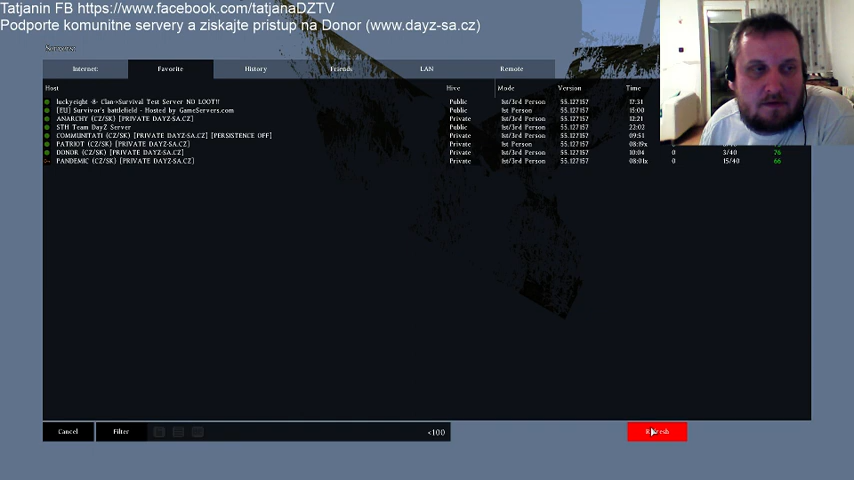 Tatjanin FB https://www.facebook.com/tatjanaDZTV
Podporte komunitne servery a ziskajte pristup na Donor (www.dayz-sa.cz)
Servers:
Internet Favorite History Friends LAN Remote
Host Hive Mode Version Time
Clan-Survival Test Server NO LOOT!! Public 1st/3rd Person 55.127157 17:31
[EU] Survivor's battlefield - Hosted by GameServers.com Public 1st Person 55.127157 15:00
ANARCHY (CZ/SK) [PRIVATE DAYZ-SA.CZ] Private 1st/3rd Person 55.127157 12:21
STH Team DayZ Server Public 1st/3rd Person 55.127157 22:02
COMMUNITATE (CZ/SK) [PRIVATE DAYZ-SA.CZ] [PERSISTENCE OFF] Private 1st/3rd Person 55.127157 09:51
PATRIOT (CZ/SK) [PRIVATE DAYZ-SA.CZ] Private 1st Person 55.127157 08:19x
DONOR (CZ/SK) [PRIVATE DAYZ-SA.CZ] Private 1st/3rd Person 55.127157 10:04 0 3/40 76
PANDEMIC (CZ/SK) [PRIVATE DAYZ-SA.CZ] Private 1st/3rd Person 55.127157 08:01x 0 15/40 66
Cancel Filter <100 Refresh